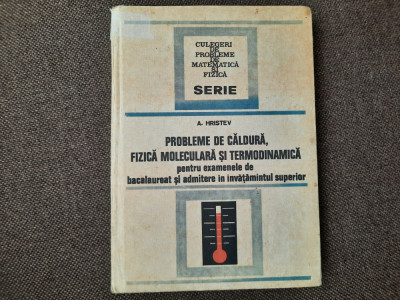 CULEGERI
DE
PROBLEME
DE
MATEMATICĂ
ȘI
FIZICĂ
SERIE
A. HRISTEV
PROBLEME DE CĂLDURĂ,
FIZICĂ MOLECULARĂ ȘI TERMODINAMICĂ
pentru examenele de
bacalaureat și admitere în învățămîntul superior